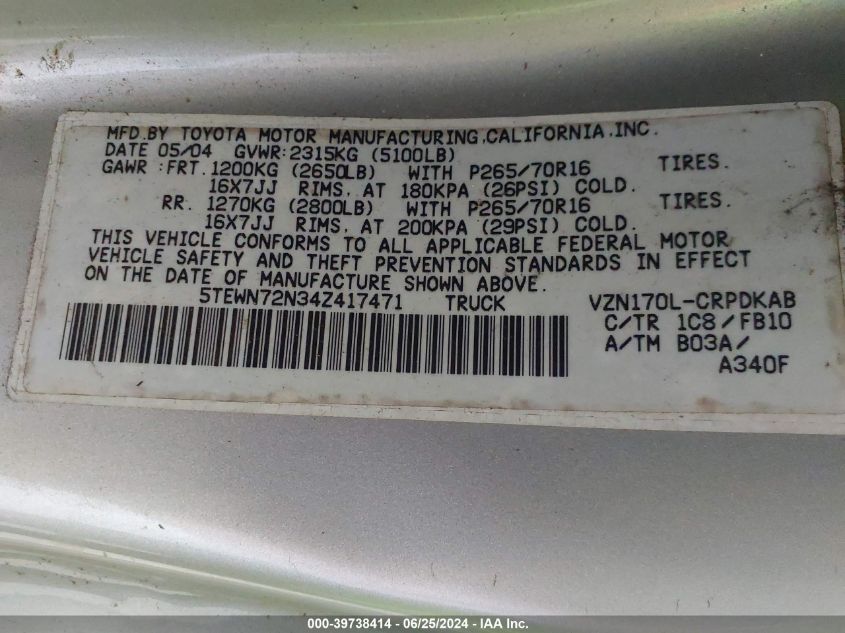 MFD.BY TOYOTA MOTOR MANUFACTURING,CALIFORNIA,INC.
DATE 05/04 GVWR:2315KG (5100LB)
GAWR :FRT.1200KG (2650LB) WITH P265/70R16 TIRES.
16X7JJ RIMS, AT 180KPA (26PSI) COLD.
RR. 1270KG (2800LB) WITH P265/70R16 TIRES.
16X7JJ RIMS, AT 200KPA (29PSI) COLD.
THIS VEHICLE CONFORMS TO ALL APPLICABLE FEDERAL MOTOR
VEHICLE SAFETY AND THEFT PREVENTION STANDARDS IN EFFECT
ON THE DATE OF MANUFACTURE SHOWN ABOVE.
5TEWN72N34Z417471 TRUCK VZN170L-CRPDKAB
C/TR 1C8/FB10
A/TM B03A/
A340F
000-39738414 - 06/25/2024 - IAA Inc.